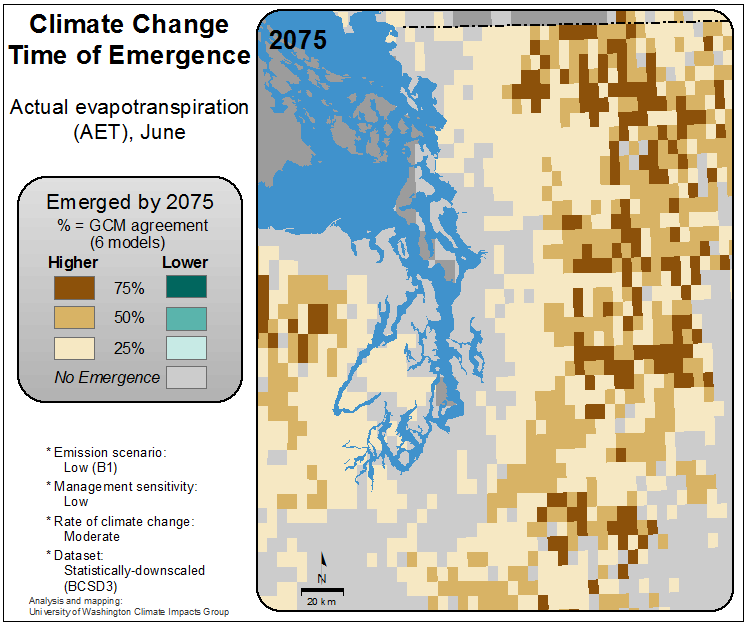 Climate Change
Time of Emergence
Actual evapotranspiration
(AET), June
Emerged by 2075
% = GCM agreement
(6 models)
Higher Lower
75%
50%
25%
No Emergence
* Emission scenario:
Low (B1)
* Management sensitivity:
Low
* Rate of climate change:
Moderate
* Dataset:
Statistically-downscaled
(BCSD3)
Analysis and mapping:
University of Washington Climate Impacts Group
2075
N
20 km